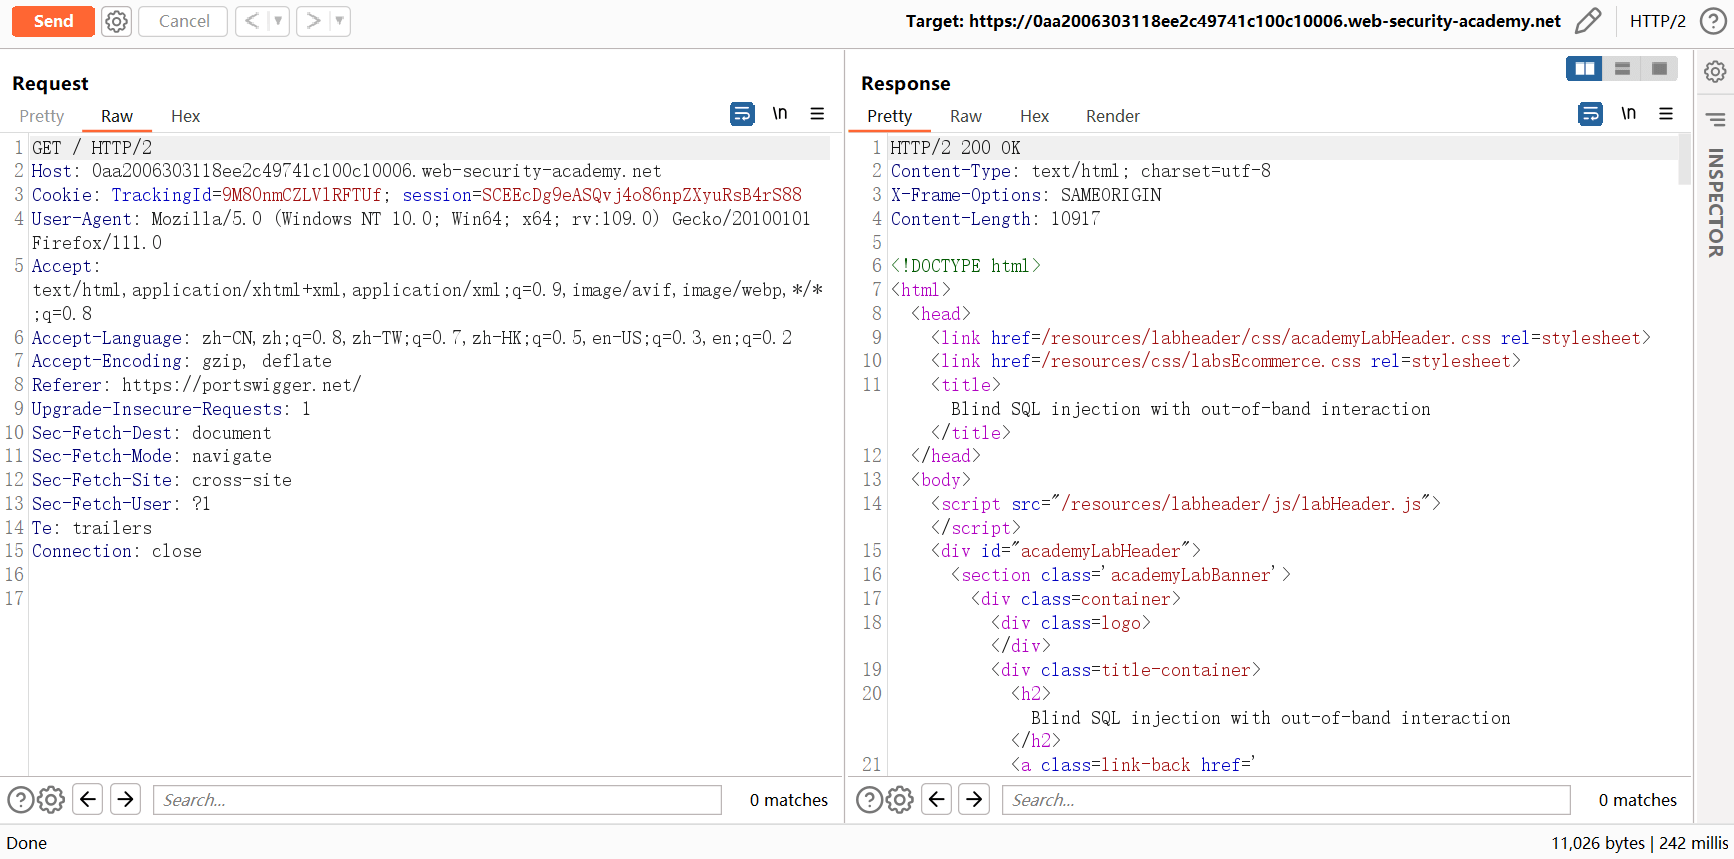 Send
Cancel
<
>
Target: https://0aa2006303118ee2c49741c100c10006.web-security-academy.net
HTTP/2
?
Request
Pretty Raw Hex
\n
1 GET / HTTP/2
2 Host: 0aa2006303118ee2c49741c100c10006.web-security-academy.net
3 Cookie: TrackingId=9M80nmCZLVlRFTUf; session=SCEEcDg9eASQvj4o86npZXyuRsB4rS88
4 User-Agent: Mozilla/5.0 (Windows NT 10.0; Win64; x64; rv:109.0) Gecko/20100101
Firefox/111.0
5 Accept:
text/html,application/xhtml+xml,application/xml;q=0.9,image/avif,image/webp,*/*
;q=0.8
6 Accept-Language: zh-CN,zh;q=0.8,zh-TW;q=0.7,zh-HK;q=0.5,en-US;q=0.3,en;q=0.2
7 Accept-Encoding: gzip, deflate
8 Referer: https://portswigger.net/
9 Upgrade-Insecure-Requests: 1
10 Sec-Fetch-Dest: document
11 Sec-Fetch-Mode: navigate
12 Sec-Fetch-Site: cross-site
13 Sec-Fetch-User: ?1
14 Te: trailers
15 Connection: close
16
17
? Search... 0 matches
Response
Pretty Raw Hex Render
\n
1 HTTP/2 200 OK
2 Content-Type: text/html; charset=utf-8
3 X-Frame-Options: SAMEORIGIN
4 Content-Length: 10917
5
6 <!DOCTYPE html>
7 <html>
8 <head>
9 <link href=/resources/labheader/css/academyLabHeader.css rel=stylesheet>
10 <link href=/resources/css/labsEcommerce.css rel=stylesheet>
11 <title>
Blind SQL injection with out-of-band interaction
</title>
12 </head>
13 <body>
14 <script src="/resources/labheader/js/labHeader.js">
</script>
15 <div id="academyLabHeader">
16 <section class='academyLabBanner'>
17 <div class=container>
18 <div class=logo>
</div>
19 <div class=title-container>
20 <h2>
Blind SQL injection with out-of-band interaction
</h2>
21 <a class=link-back href='
? Search... 0 matches
INSPECTOR
Done
11,026 bytes | 242 millis